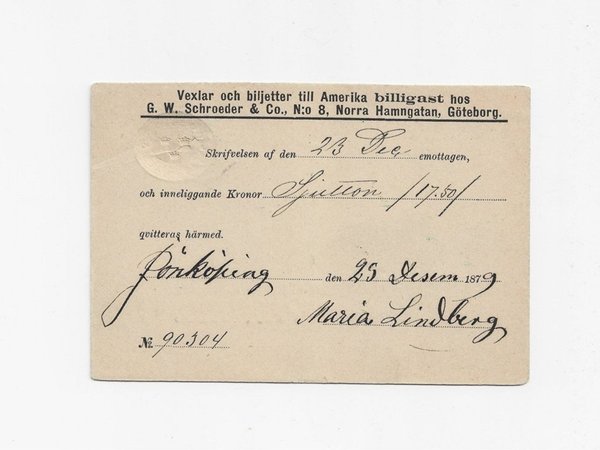 Vexlar och biljetter till Amerika billigast hos
G. W. Schroeder & Co., N:o 8, Norra Hamngatan, Göteborg.
Skrifvelsen af den 23 Dec emottagen,
och inneliggande Kronor Sjutton /17.50/
qvitteras härmed.
Jönköping den 25 Desem 1879
Maria Lindberg
No. 90304